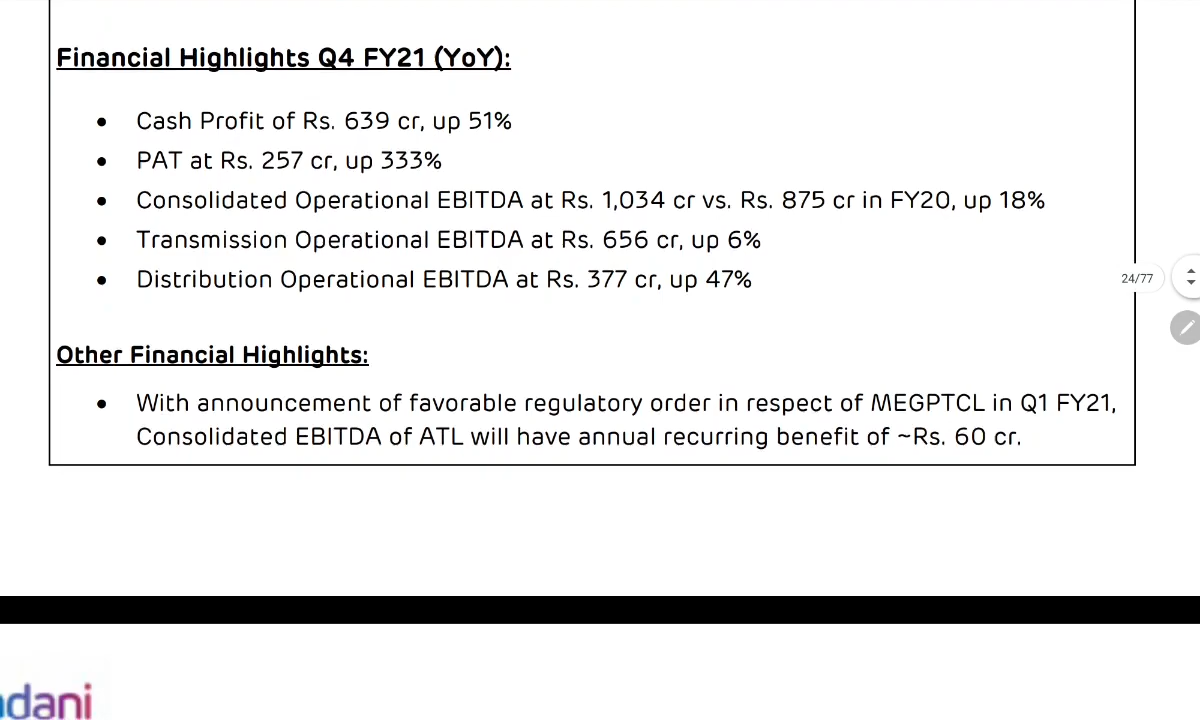 Financial Highlights Q4 FY21 (YoY):
• Cash Profit of Rs. 639 cr, up 51%
• PAT at Rs. 257 cr, up 333%
• Consolidated Operational EBITDA at Rs. 1,034 cr vs. Rs. 875 cr in FY20, up 18%
• Transmission Operational EBITDA at Rs. 656 cr, up 6%
• Distribution Operational EBITDA at Rs. 377 cr, up 47%
24/77
Other Financial Highlights:
• With announcement of favorable regulatory order in respect of MEGPTCL in Q1 FY21,
Consolidated EBITDA of ATL will have annual recurring benefit of ~Rs. 60 cr.
dani